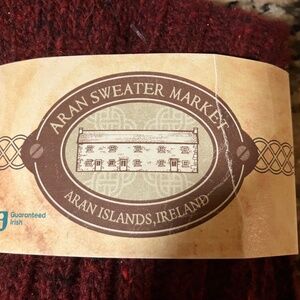 ARAN SWEATER MARKET
ARAN ISLANDS, IRELAND
Guaranteed
Irish